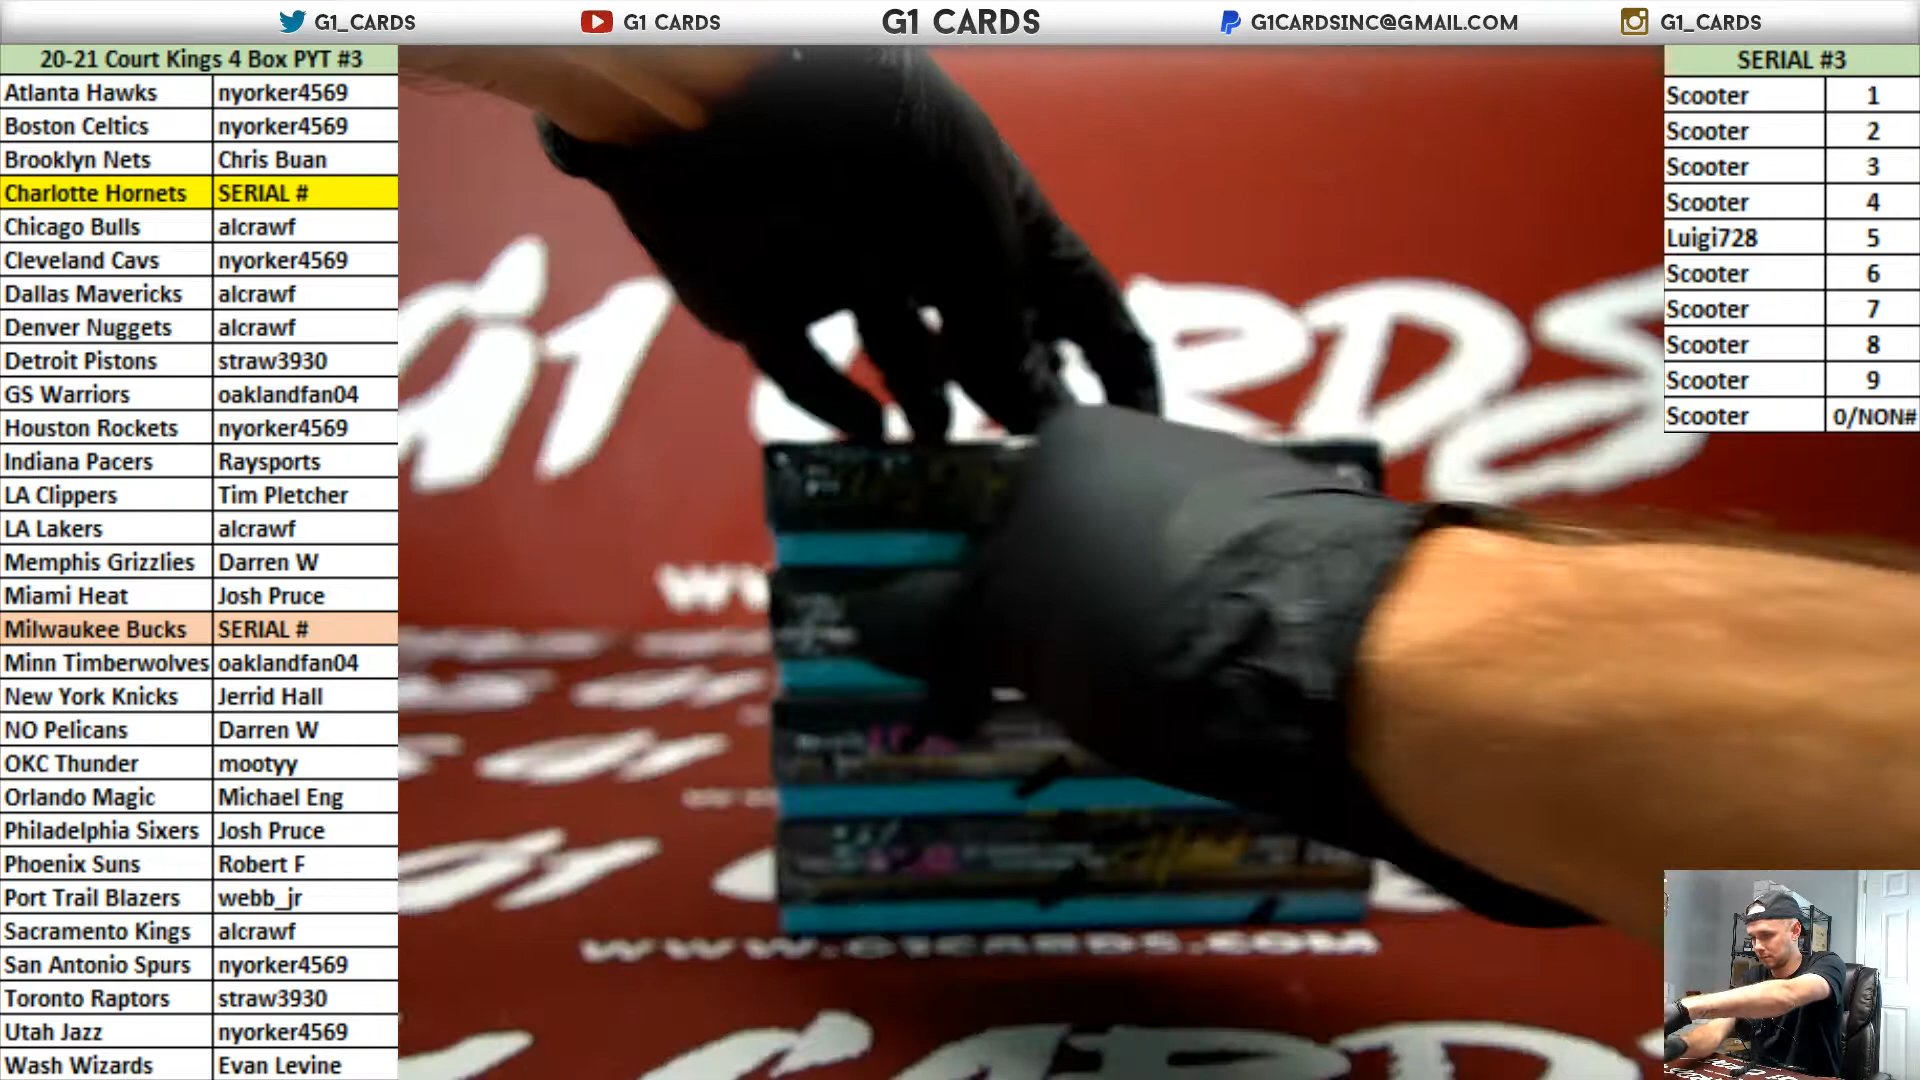 G1_CARDS G1 CARDS G1 CARDS G1CARDSINC@GMAIL.COM G1_CARDS
20-21 Court Kings 4 Box PYT #3
Atlanta Hawks nyorker4569
Boston Celtics nyorker4569
Brooklyn Nets Chris Buan
Charlotte Hornets SERIAL #
Chicago Bulls alcrawf
Cleveland Cavs nyorker4569
Dallas Mavericks alcrawf
Denver Nuggets alcrawf
Detroit Pistons straw3930
GS Warriors oaklandfan04
Houston Rockets nyorker4569
Indiana Pacers Raysports
LA Clippers Tim Pletcher
LA Lakers alcrawf
Memphis Grizzlies Darren W
Miami Heat Josh Pruce
Milwaukee Bucks SERIAL #
Minn Timberwolves oaklandfan04
New York Knicks Jerrid Hall
NO Pelicans Darren W
OKC Thunder mootyy
Orlando Magic Michael Eng
Philadelphia Sixers Josh Pruce
Phoenix Suns Robert F
Port Trail Blazers webb_jr
Sacramento Kings alcrawf
San Antonio Spurs nyorker4569
Toronto Raptors straw3930
Utah Jazz nyorker4569
Wash Wizards Evan Levine
SERIAL #3
Scooter 1
Scooter 2
Scooter 3
Scooter 4
Luigi728 5
Scooter 6
Scooter 7
Scooter 8
Scooter 9
Scooter 0/NON#
G1 CARDS
WWW.G1CARDS.COM